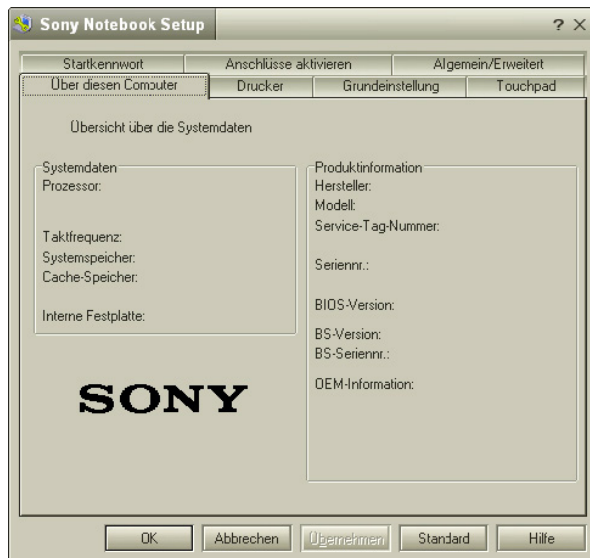 Sony Notebook Setup
Startkennwort Anschlüsse aktivieren Algemein/Erweitert
Über diesen Computer Drucker Grundeinstellung Touchpad
Übersicht über die Systemdaten
Systemdaten
Prozessor:
Taktfrequenz:
Systemspeicher:
Cache-Speicher:
Interne Festplatte:
SONY
Produktinformation
Hersteller:
Modell:
Service-Tag-Nummer:
Seriennr.:
BIOS-Version:
BS-Version:
BS-Seriennr.:
OEM-Information:
OK Abbrechen Übernehmen Standard Hilfe